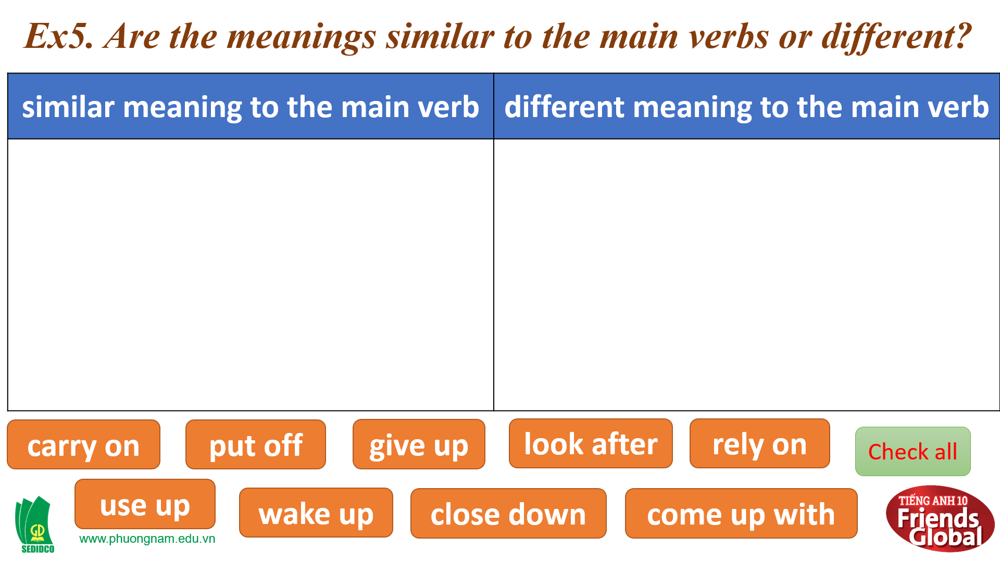 Ex5. Are the meanings similar to the main verbs or different?
similar meaning to the main verb
different meaning to the main verb
carry on
put off
give up
look after
rely on
Check all
use up
wake up
close down
come up with
GD
SEDIDCO
www.phuongnam.edu.vn
TIẾNG ANH 10
Friends
Global